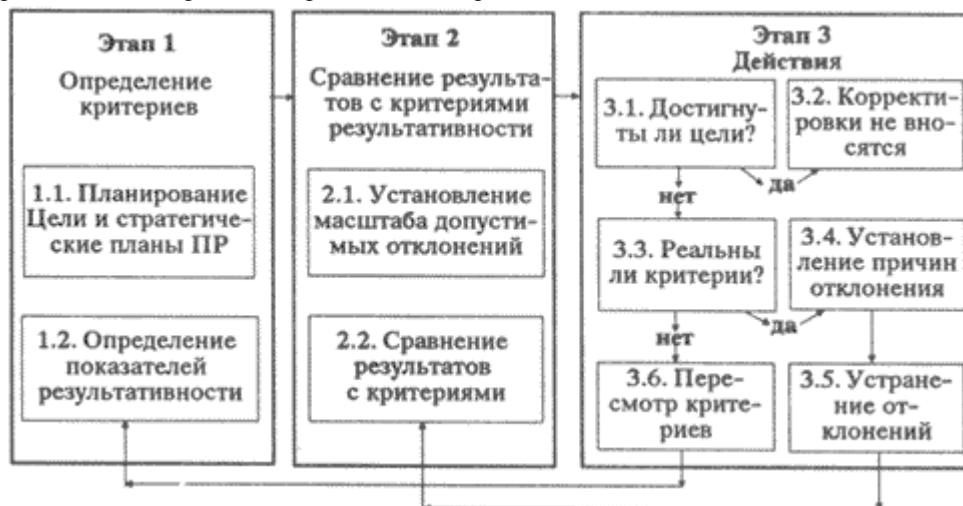 Этап 1
Определение
критериев
1.1. Планирование
Цели и стратегиче-
ские планы ПР
1.2. Определение
показателей
результативности
Этап 2
Сравнение результа-
тов с критериями
результативности
2.1. Установление
масштаба допусти-
мых отклонений
2.2. Сравнение
результатов
с критериями
Этап 3
Действия
3.1. Достигну-
ты ли цели?
3.2. Корректи-
ровки не вно-
сятся
нет
да
3.3. Реальны
ли критерии?
3.4. Установ-
ление причин
отклонения
нет
да
3.6. Пере-
смотр крите-
риев
3.5. Устране-
ние от-
клонений